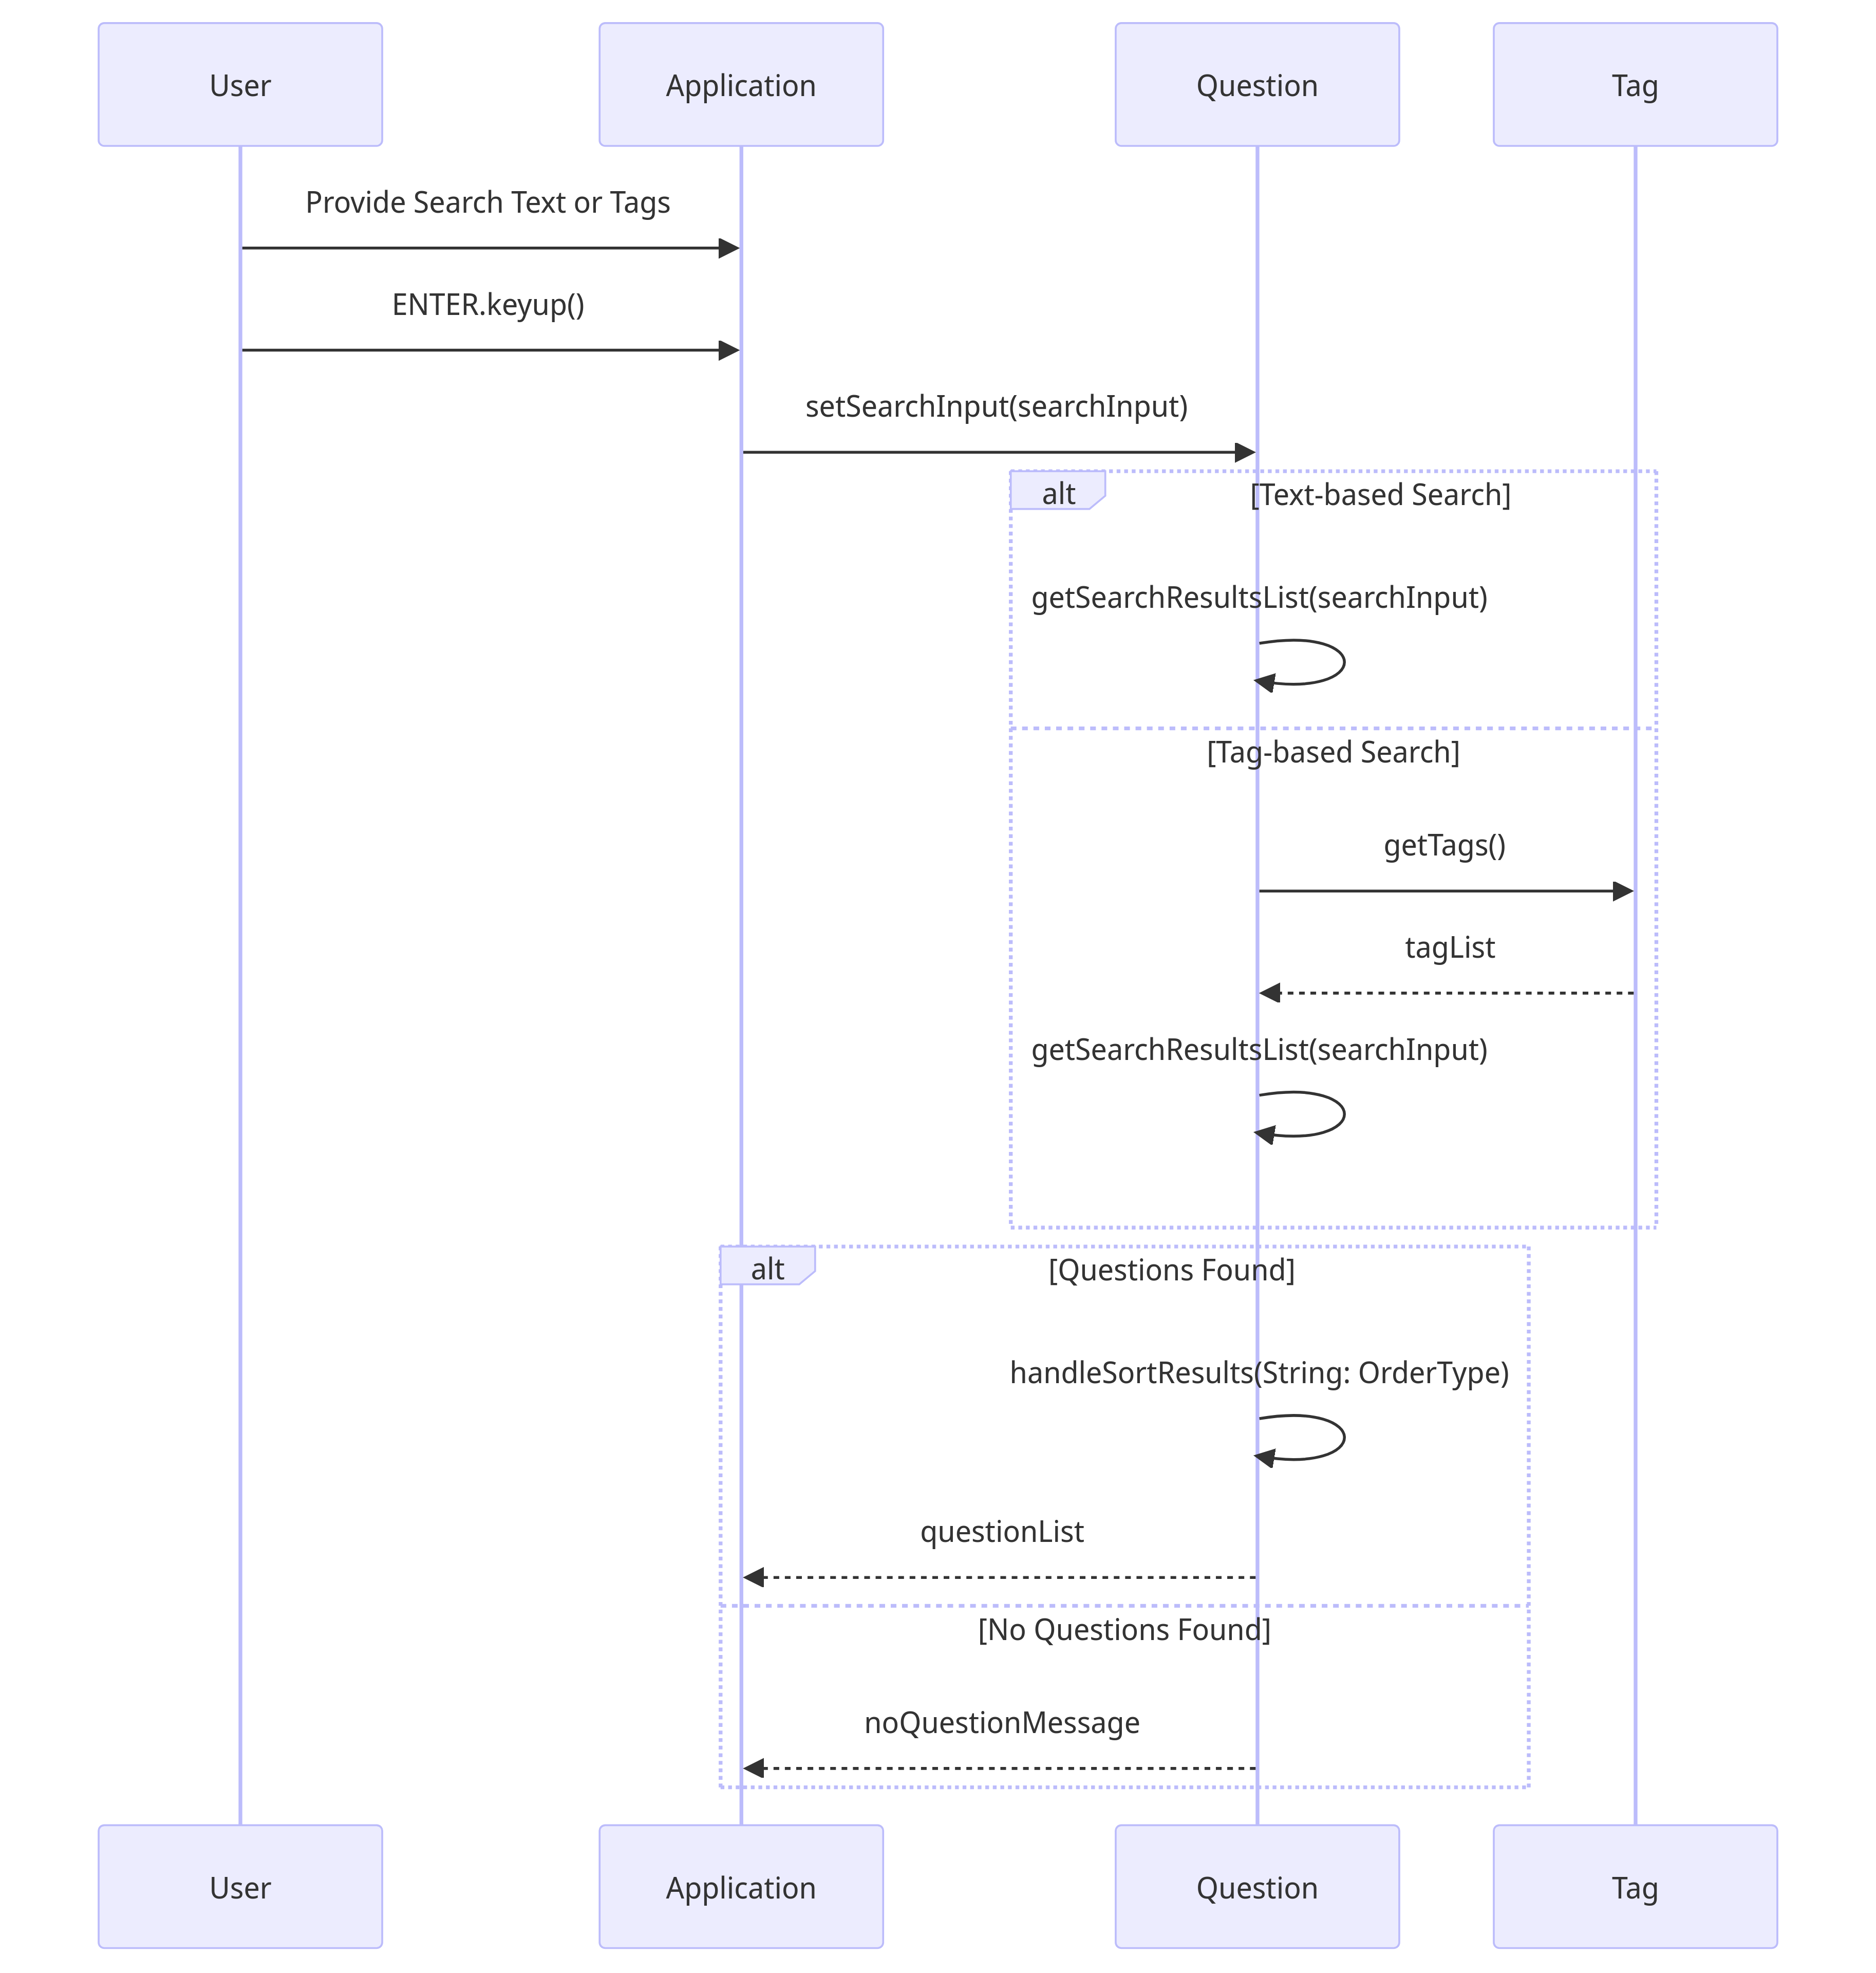 User
Application
Question
Tag
Provide Search Text or Tags
ENTER.keyup()
setSearchInput(searchInput)
alt
[Text-based Search]
getSearchResultsList(searchInput)
[Tag-based Search]
getTags()
tagList
getSearchResultsList(searchInput)
alt
[Questions Found]
handleSortResults(String: OrderType)
questionList
[No Questions Found]
noQuestionMessage
User
Application
Question
Tag